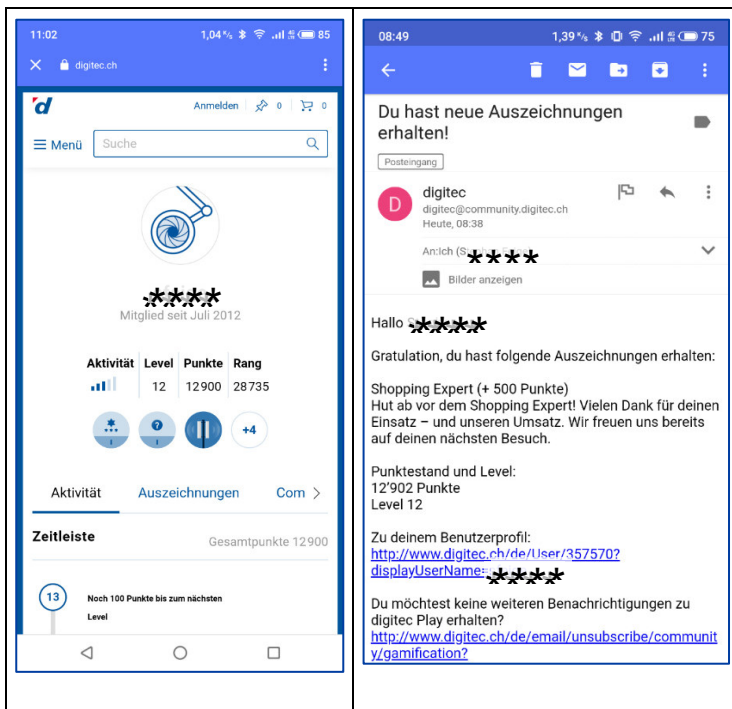 11:02 1,04 ᴷ/s 85
digitec.ch
d Anmelden 0 0
Menü Suche
****
Mitglied seit Juli 2012
Aktivität Level Punkte Rang
12 12900 28735
+4
Aktivität Auszeichnungen Com >
Zeitleiste Gesamtpunkte 12900
13 Noch 100 Punkte bis zum nächsten
Level
08:49 1,39 ᴷ/s 75
Du hast neue Auszeichnungen
erhalten!
Posteingang
D digitec
digitec@community.digitec.ch
Heute, 08:38
An:Ich (S ****
Bilder anzeigen
Hallo ****
Gratulation, du hast folgende Auszeichnungen erhalten:
Shopping Expert (+ 500 Punkte)
Hut ab vor dem Shopping Expert! Vielen Dank für deinen
Einsatz – und unseren Umsatz. Wir freuen uns bereits
auf deinen nächsten Besuch.
Punktestand und Level:
12'902 Punkte
Level 12
Zu deinem Benutzerprofil:
http://www.digitec.ch/de/User/357570?
displayUserName=****
Du möchtest keine weiteren Benachrichtigungen zu
digitec Play erhalten?
http://www.digitec.ch/de/email/unsubscribe/communit
y/gamification?